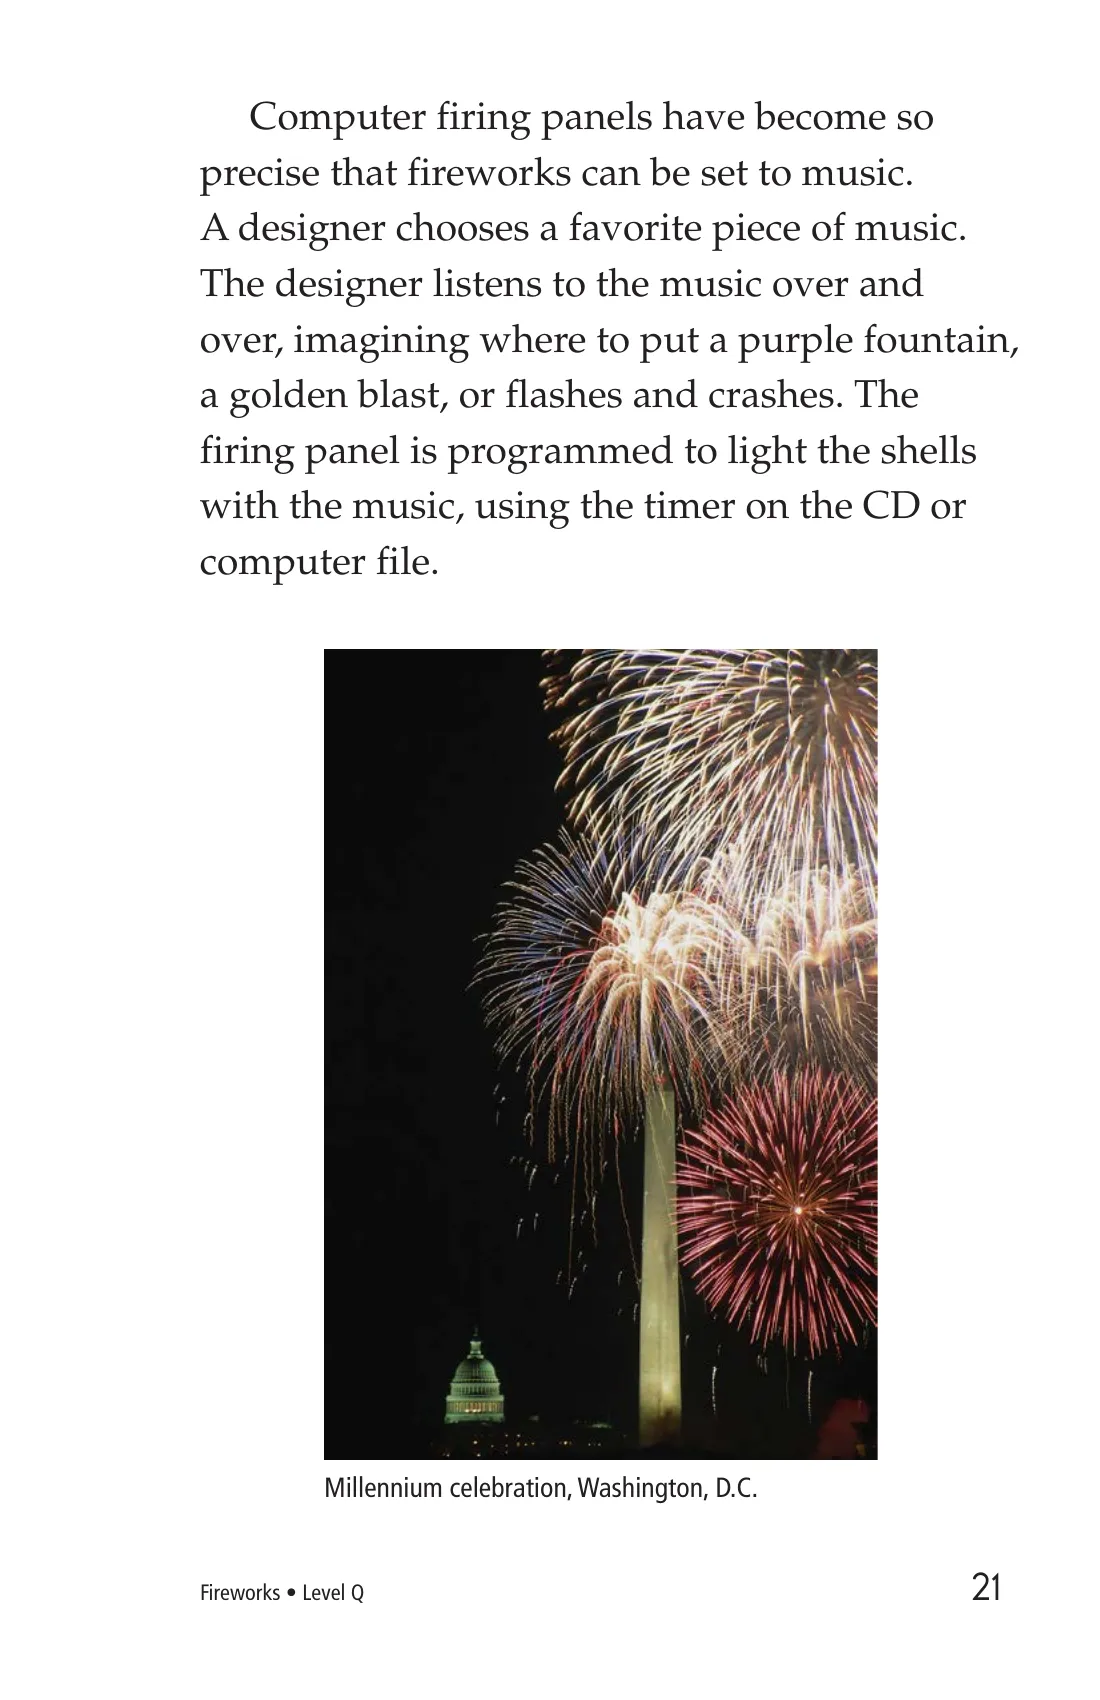 Computer firing panels have become so
precise that fireworks can be set to music.
A designer chooses a favorite piece of music.
The designer listens to the music over and
over, imagining where to put a purple fountain,
a golden blast, or flashes and crashes. The
firing panel is programmed to light the shells
with the music, using the timer on the CD or
computer file.
Millennium celebration, Washington, D.C.
Fireworks • Level Q
21